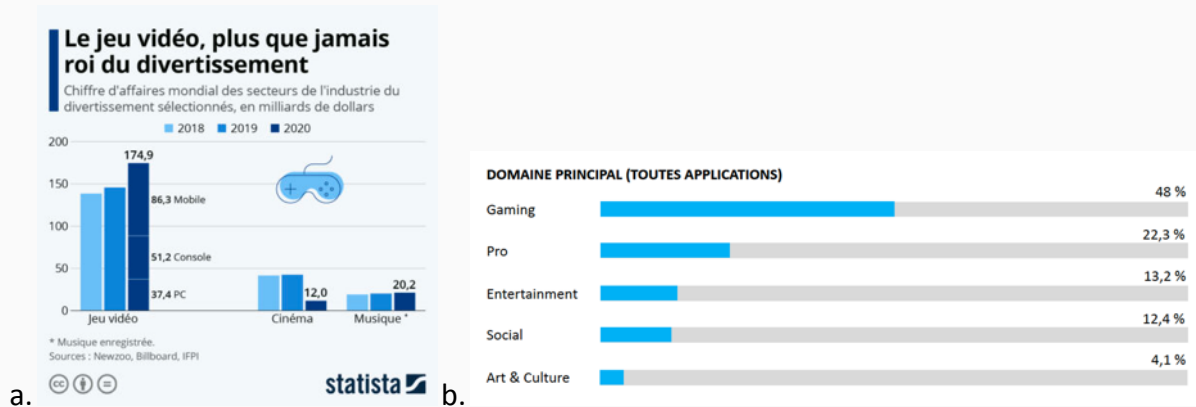 Le jeu vidéo, plus que jamais
roi du divertissement
Chiffre d'affaires mondial des secteurs de l'industrie du
divertissement sélectionnés, en milliards de dollars
2018 2019 2020
200
174,9
150
86,3 Mobile
100
51,2 Console
50
12,0
20,2
37,4 PC
0
Jeu vidéo Cinéma Musique *
* Musique enregistrée.
Sources : Newzoo, Billboard, IFPI
cc
statista
a.
DOMAINE PRINCIPAL (TOUTES APPLICATIONS)
48 %
Gaming
22,3 %
Pro
13,2 %
Entertainment
12,4 %
Social
4,1 %
Art & Culture
b.